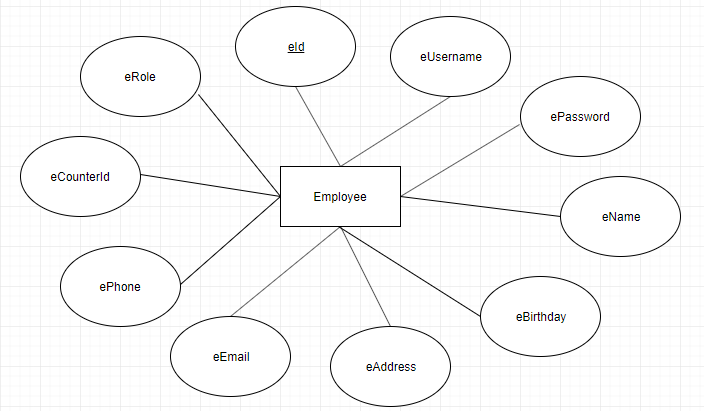 eId
eUsername
eRole
ePassword
eCounterId
Employee
eName
ePhone
eBirthday
eEmail
eAddress